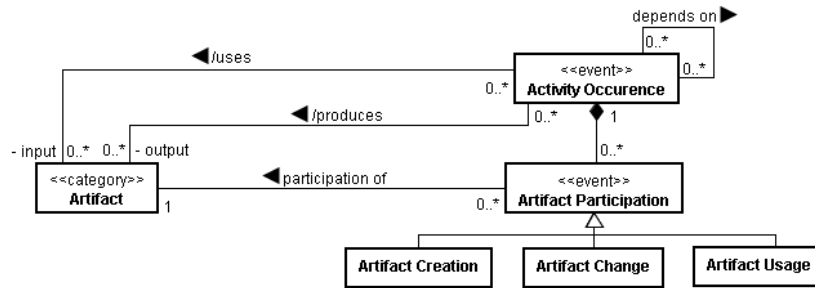 depends on ▶
◀ /uses
0..*
<<event>>
0..*
0..*
Activity Occurence
◀ /produces
0..*
1
- input
0..*
0..*
- output
0..*
<<category>>
Artifact
◀ participation of
<<event>>
Artifact Participation
1
0..*
Artifact Creation
Artifact Change
Artifact Usage